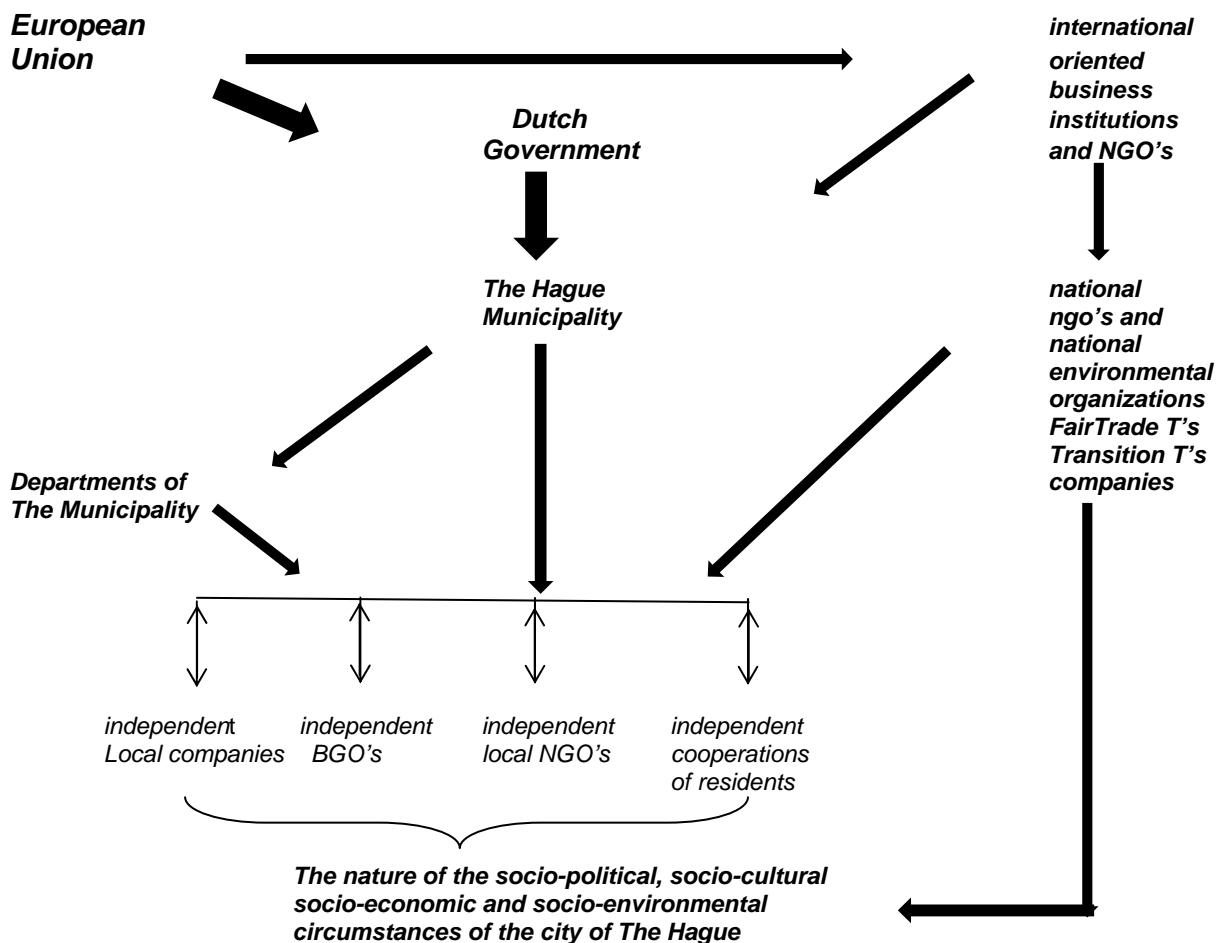 European
Union
international
oriented
business
institutions
and NGO’s
Dutch
Government
The Hague
Municipality
national
ngo’s and
national
environmental
organizations
FairTrade T’s
Transition T’s
companies
Departments of
The Municipality
independent
Local companies
independent
BGO’s
independent
local NGO’s
independent
cooperations
of residents
The nature of the socio-political, socio-cultural
socio-economic and socio-environmental
circumstances of the city of The Hague